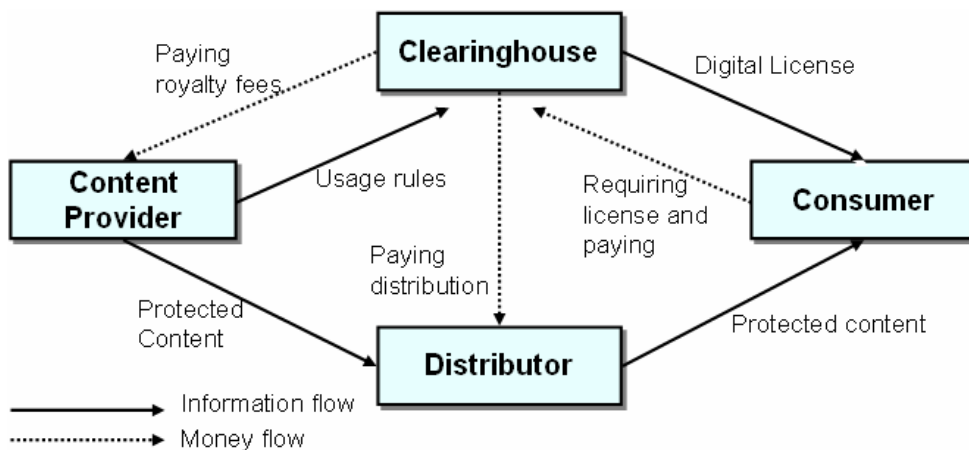 Clearinghouse
Paying
royalty fees
Digital License
Content
Provider
Usage rules
Requiring
license and
paying
Consumer
Paying
distribution
Protected
Content
Distributor
Protected content
Information flow
Money flow